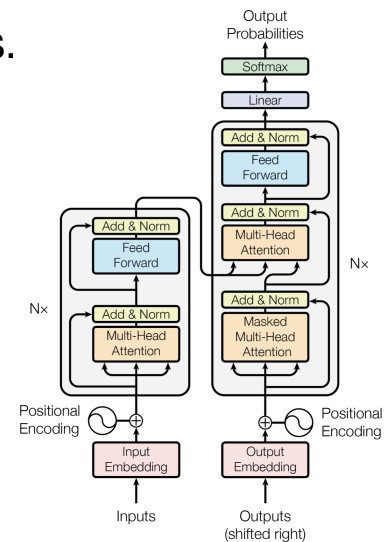 s.
Output
Probabilities
Softmax
Linear
Add & Norm
Feed
Forward
Add & Norm
Multi-Head
Attention
Nx
Add & Norm
Masked
Multi-Head
Attention
Add & Norm
Feed
Forward
Nx
Add & Norm
Multi-Head
Attention
Positional
Encoding
Positional
Encoding
Input
Embedding
Output
Embedding
Inputs
Outputs
(shifted right)